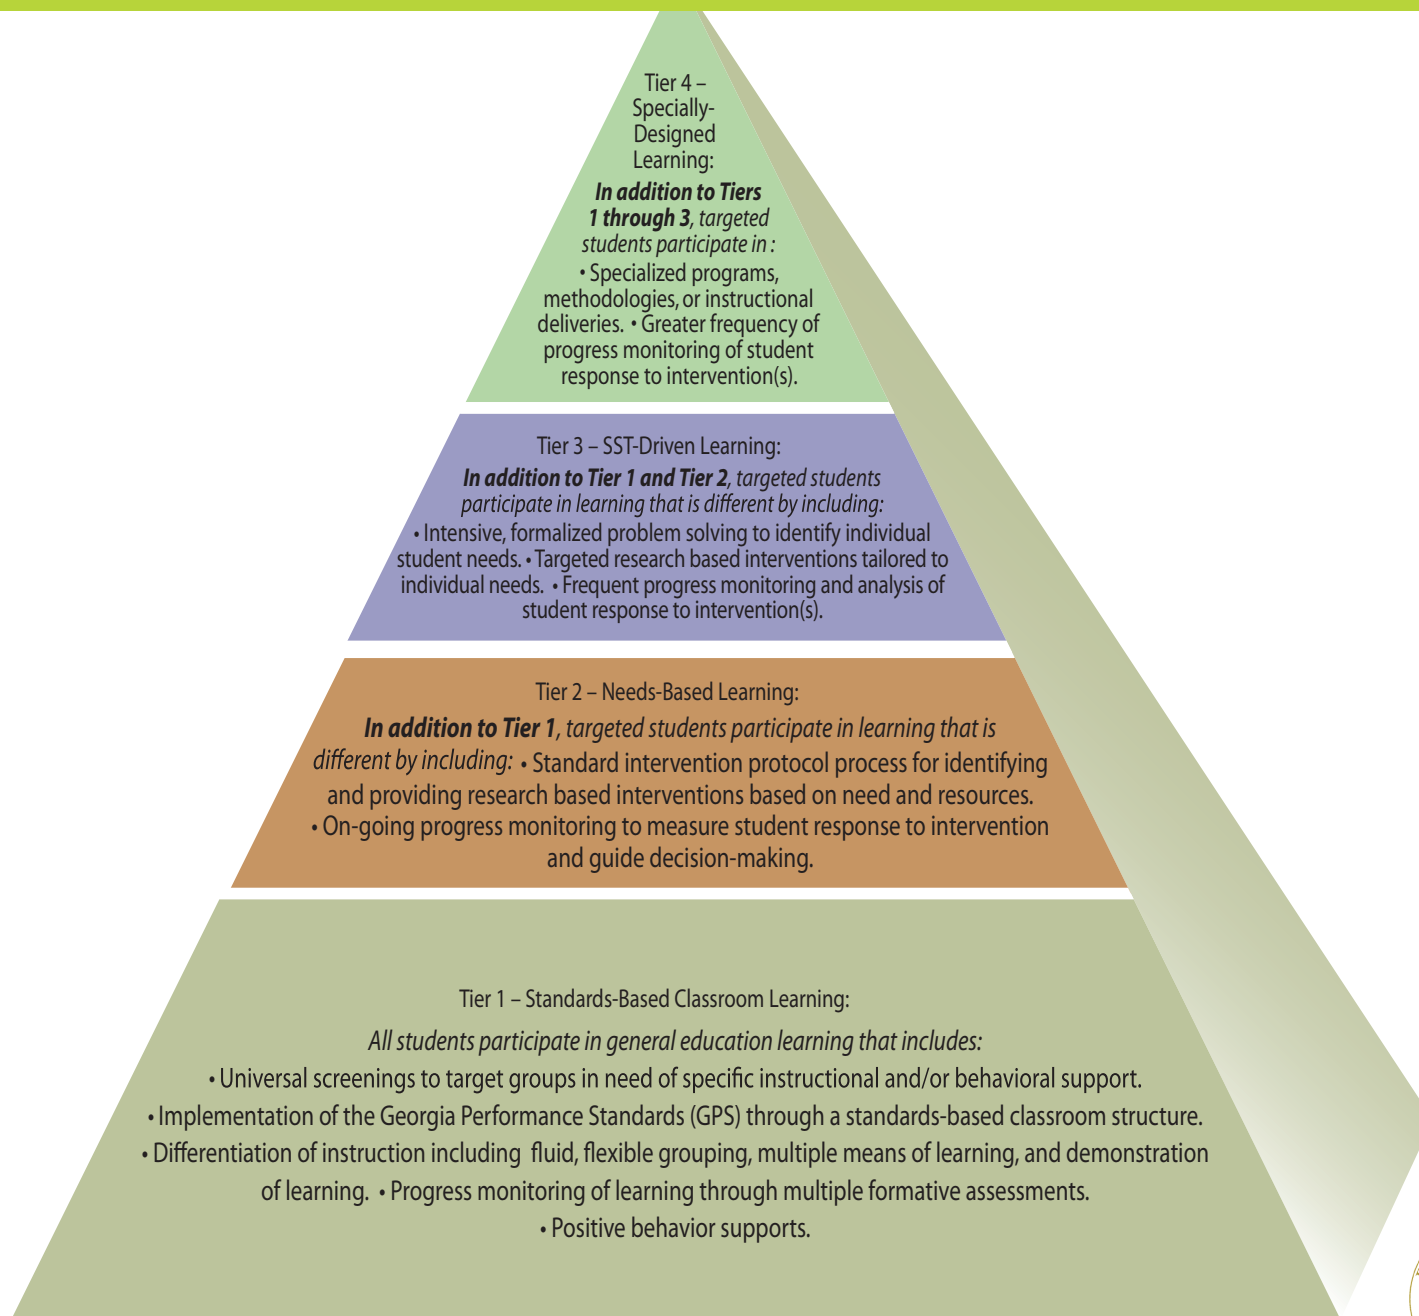 Tier 4 –
Specially-
Designed
Learning:
In addition to Tiers
1 through 3, targeted
students participate in :
• Specialized programs,
methodologies, or instructional
deliveries. • Greater frequency of
progress monitoring of student
response to intervention(s).
Tier 3 – SST-Driven Learning:
In addition to Tier 1 and Tier 2, targeted students
participate in learning that is different by including:
• Intensive, formalized problem solving to identify individual
student needs. • Targeted research based interventions tailored to
individual needs. • Frequent progress monitoring and analysis of
student response to intervention(s).
Tier 2 – Needs-Based Learning:
In addition to Tier 1, targeted students participate in learning that is
different by including: • Standard intervention protocol process for identifying
and providing research based interventions based on need and resources.
• On-going progress monitoring to measure student response to intervention
and guide decision-making.
Tier 1 – Standards-Based Classroom Learning:
All students participate in general education learning that includes:
• Universal screenings to target groups in need of specific instructional and/or behavioral support.
• Implementation of the Georgia Performance Standards (GPS) through a standards-based classroom structure.
• Differentiation of instruction including fluid, flexible grouping, multiple means of learning, and demonstration
of learning. • Progress monitoring of learning through multiple formative assessments.
• Positive behavior supports.